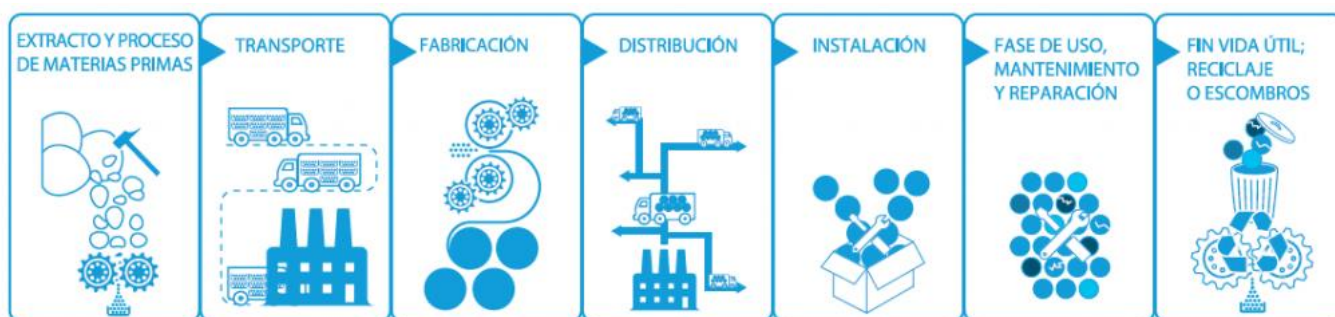 EXTRACTO Y PROCESO
DE MATERIAS PRIMAS
TRANSPORTE
FABRICACIÓN
DISTRIBUCIÓN
INSTALACIÓN
FASE DE USO,
MANTENIMIENTO
Y REPARACIÓN
FIN VIDA ÚTIL;
RECICLAJE
O ESCOMBROS